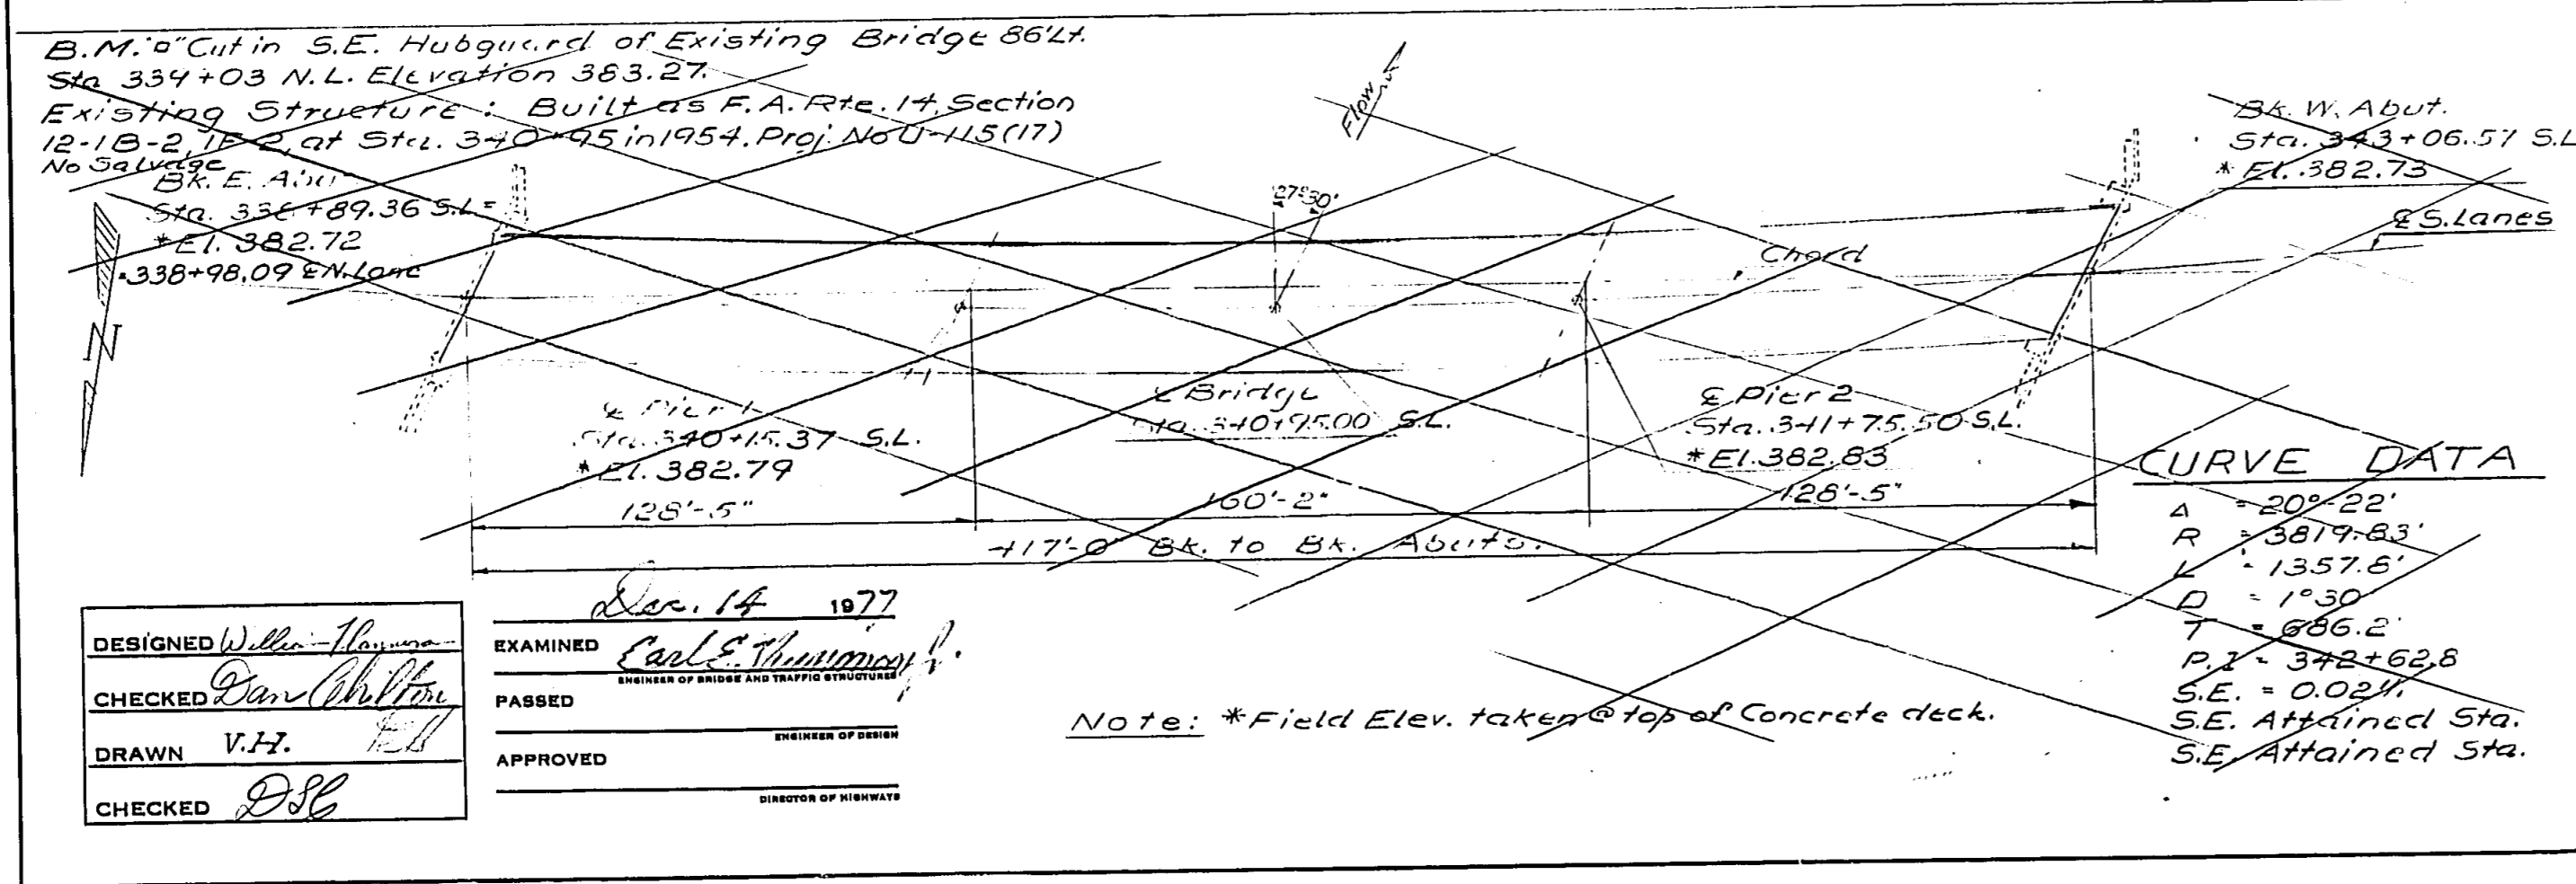 B.M. "□" Cut in S.E. Hubguard of Existing Bridge 86'Lt.
Sta 334+03 N.L. Elevation 383.27.
Existing Structure: Built as F.A. Rte. 14, Section
12-1B-2, 1F-2, at Sta. 340+95 in 1954. Proj. No U-115(17)
No Salvage
Bk. E. Abut
Sta. 338+89.36 S.L =
*El. 382.72
=338+98.09 ℄ N. Lane
N
Flow
27°30'
Chord
Bk. W. Abut.
Sta. 343+06.57 S.L
*El. 382.73
℄ S. Lanes
℄ Pier 1
Sta. 340+15.37 S.L.
*El. 382.79
℄ Bridge
Sta. 340+95.00 S.L.
℄ Pier 2
Sta. 341+75.50 S.L.
*El. 382.83
128'-5"
160'-2"
128'-5"
417'-0" Bk. to Bk. Abuts.
CURVE DATA
Δ = 20°-22'
R = 3819.83'
L = 1357.8'
D = 1°30'
T = 686.2'
P.I = 342+62.8
S.E. = 0.02'/'
S.E. Attained Sta.
S.E. Attained Sta.
DESIGNED
CHECKED Dan
DRAWN V.H.
CHECKED DSC
Dec. 14 1977
EXAMINED Carl E.
ENGINEER OF BRIDGE AND TRAFFIC STRUCTURES
PASSED
ENGINEER OF DESIGN
APPROVED
DIRECTOR OF HIGHWAYS
Note: *Field Elev. taken @ top of Concrete deck.